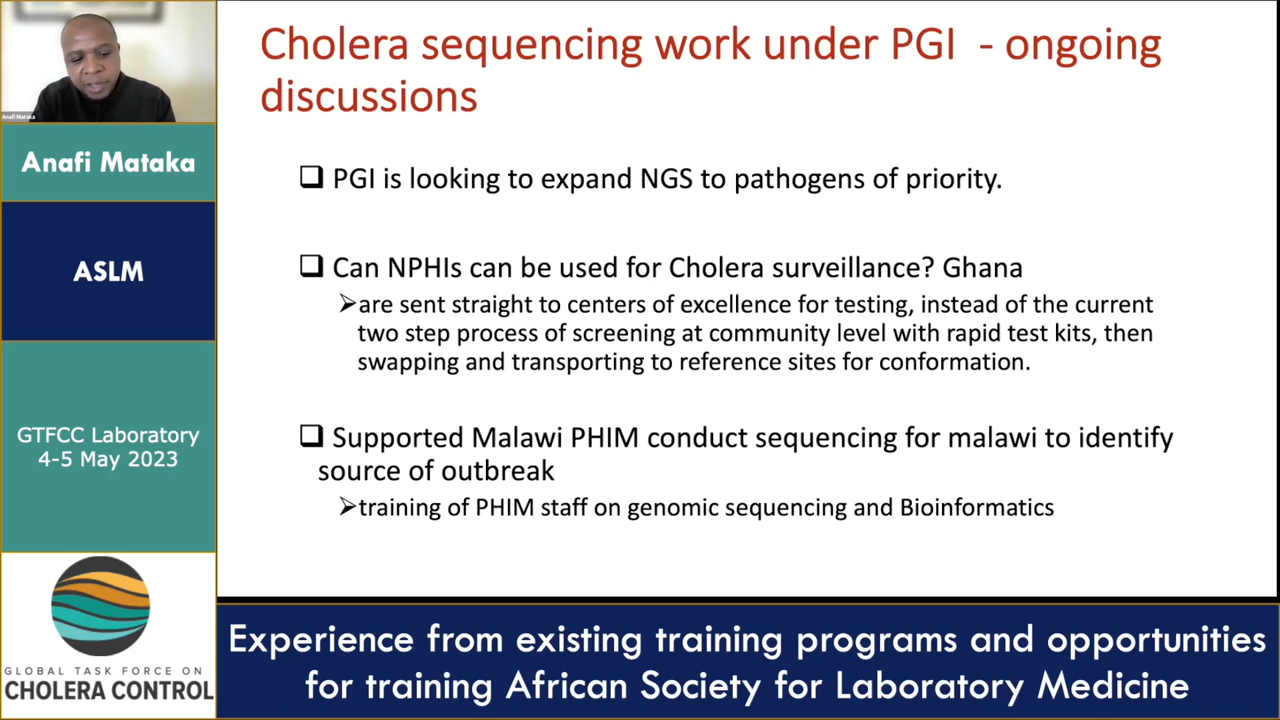 Anafi Mataka
Anafi Mataka
ASLM
GTFCC Laboratory
4-5 May 2023
GLOBAL TASK FORCE ON
CHOLERA CONTROL
Cholera sequencing work under PGI - ongoing
discussions
❑ PGI is looking to expand NGS to pathogens of priority.
❑ Can NPHIs can be used for Cholera surveillance? Ghana
➢are sent straight to centers of excellence for testing, instead of the current
two step process of screening at community level with rapid test kits, then
swapping and transporting to reference sites for conformation.
❑ Supported Malawi PHIM conduct sequencing for malawi to identify
source of outbreak
➢training of PHIM staff on genomic sequencing and Bioinformatics
Experience from existing training programs and opportunities
for training African Society for Laboratory Medicine